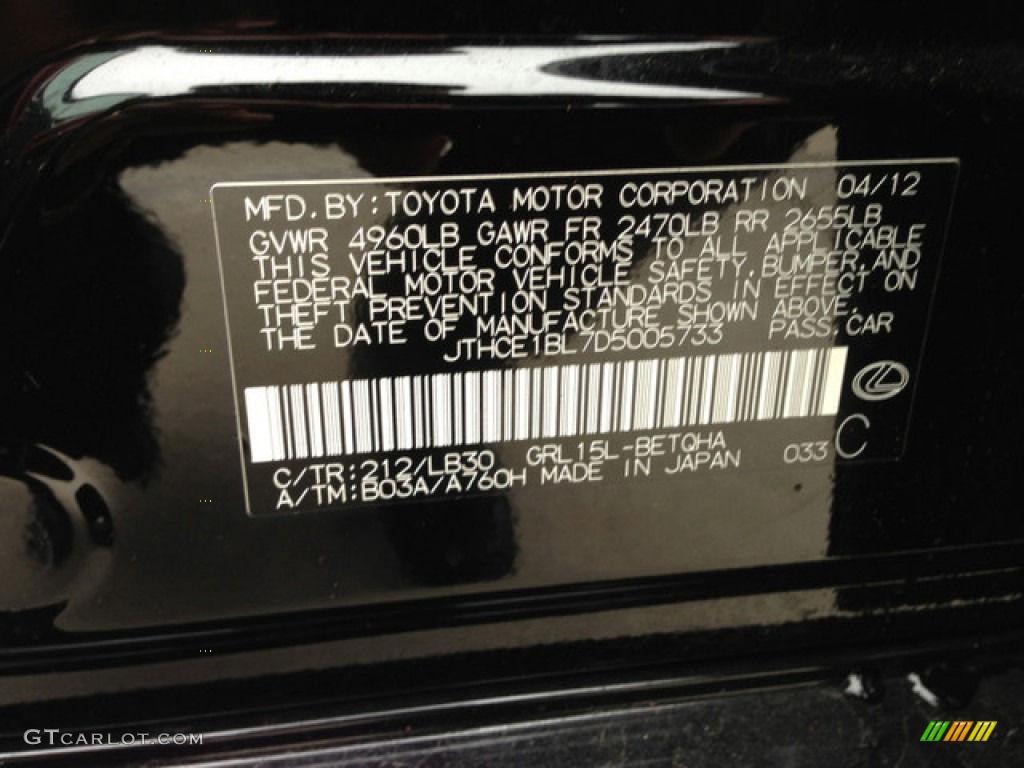 MFD. BY: TOYOTA MOTOR CORPORATION 04/12
GVWR 4960LB GAWR FR 2470LB RR 2655LB
THIS VEHICLE CONFORMS TO ALL APPLICABLE
FEDERAL MOTOR VEHICLE SAFETY, BUMPER, AND
THEFT PREVENTION STANDARDS IN EFFECT ON
THE DATE OF MANUFACTURE SHOWN ABOVE.
JTHCE1BL7D5005733 PASS. CAR
C/TR:212/LB30 GRL15L-BETQHA 033 C
A/TM:B03A/A760H MADE IN JAPAN
GTCARLOT.COM